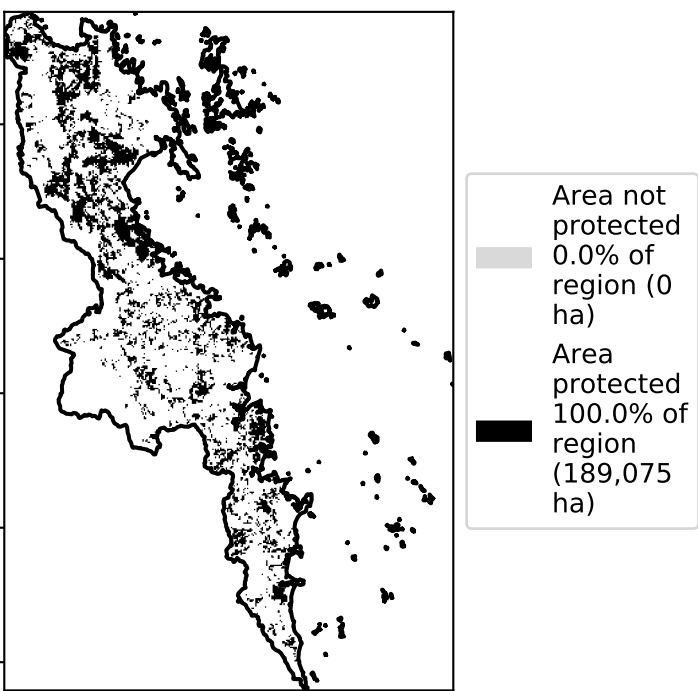 Area not
protected
0.0% of
region (0
ha)
Area
protected
100.0% of
region
(189,075
ha)